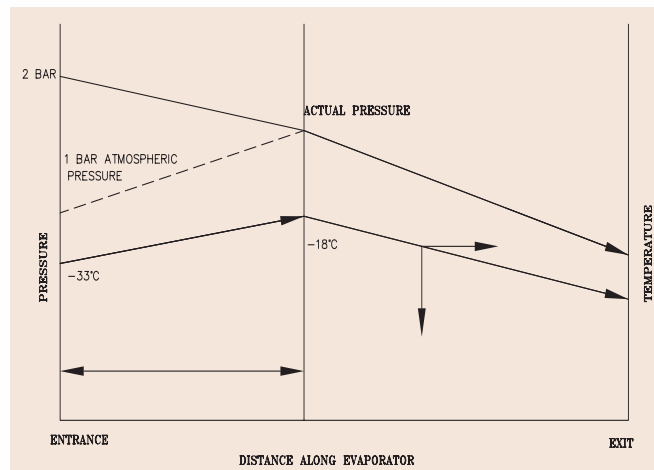 2 BAR
ACTUAL PRESSURE
1 BAR ATMOSPHERIC
PRESSURE
PRESSURE
TEMPERATURE
-18°C
-33°C
ENTRANCE
EXIT
DISTANCE ALONG EVAPORATOR